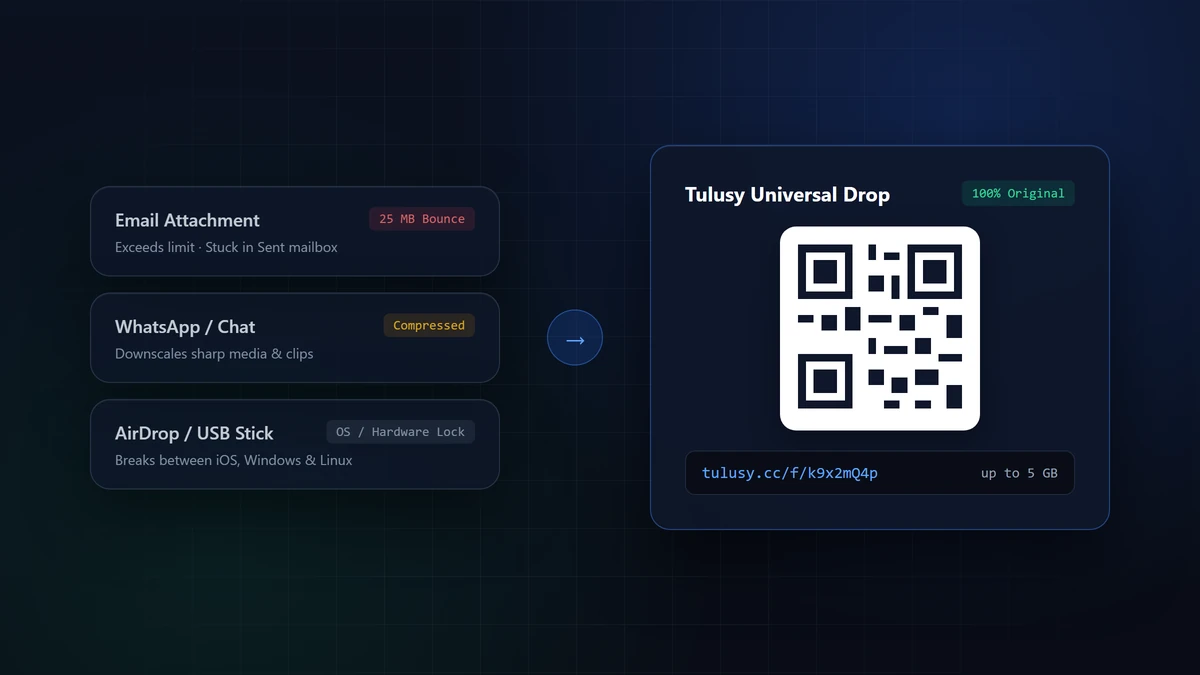 Email Attachment
25 MB Bounce
Exceeds limit · Stuck in Sent mailbox
WhatsApp / Chat
Compressed
Downscales sharp media & clips
AirDrop / USB Stick
OS / Hardware Lock
Breaks between iOS, Windows & Linux
→
Tulusy Universal Drop
100% Original
tulusy.cc/f/k9x2mQ4p
up to 5 GB